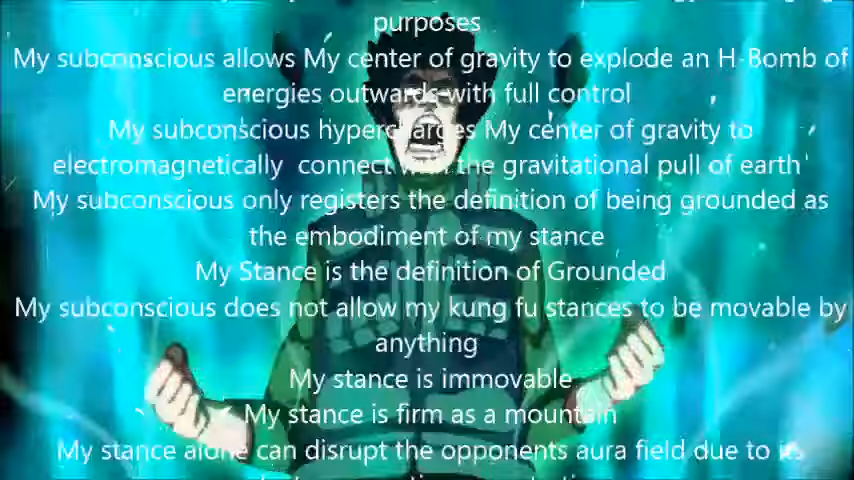 purposes
My subconscious allows My center of gravity to explode an H-Bomb of
energies outwards with full control
My subconscious hypercharges My center of gravity to
electromagnetically connect with the gravitational pull of earth
My subconscious only registers the definition of being grounded as
the embodiment of my stance
My Stance is the definition of Grounded
My subconscious does not allow my kung fu stances to be movable by
anything
My stance is immovable
My stance is firm as a mountain
My stance alone can disrupt the opponents aura field due to its